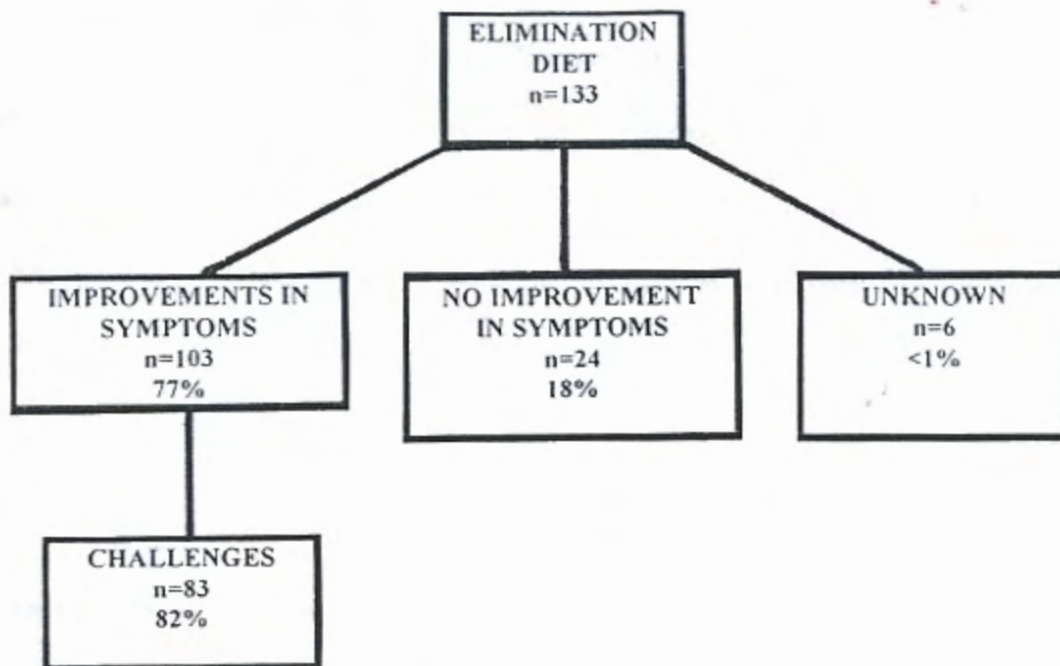 ELIMINATION
DIET
n=133
IMPROVEMENTS IN
SYMPTOMS
n=103
77%
NO IMPROVEMENT
IN SYMPTOMS
n=24
18%
UNKNOWN
n=6
<1%
CHALLENGES
n=83
82%